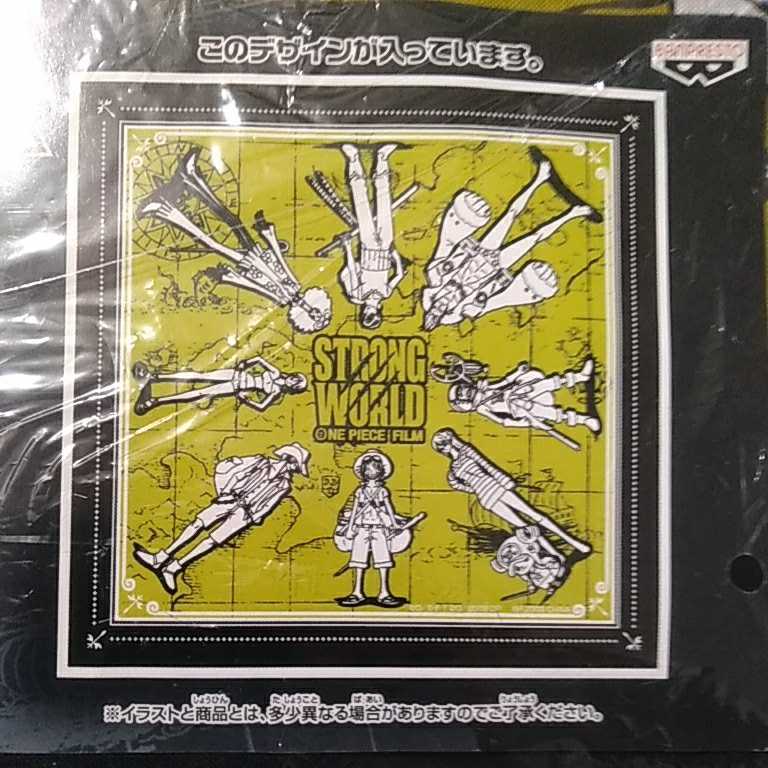 このデザインが入っています。
BANPRESTO
STRONG
WORLD
ONE PIECE FILM
※イラストと商品とは、多少異なる場合がありますのでご了承ください。